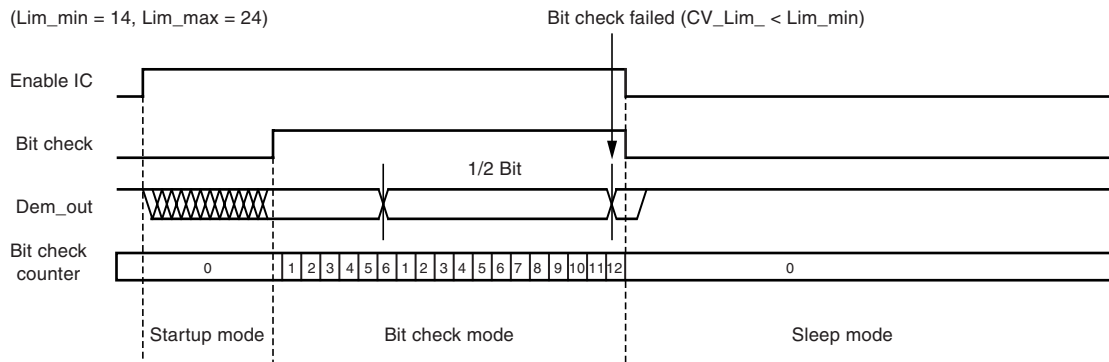 (Lim_min = 14, Lim_max = 24)
Bit check failed (CV_Lim_ < Lim_min)
Enable IC
Bit check
1/2 Bit
Dem_out
Bit check
counter
0 1 2 3 4 5 6 1 2 3 4 5 6 7 8 9 10 11 12 0
Startup mode
Bit check mode
Sleep mode